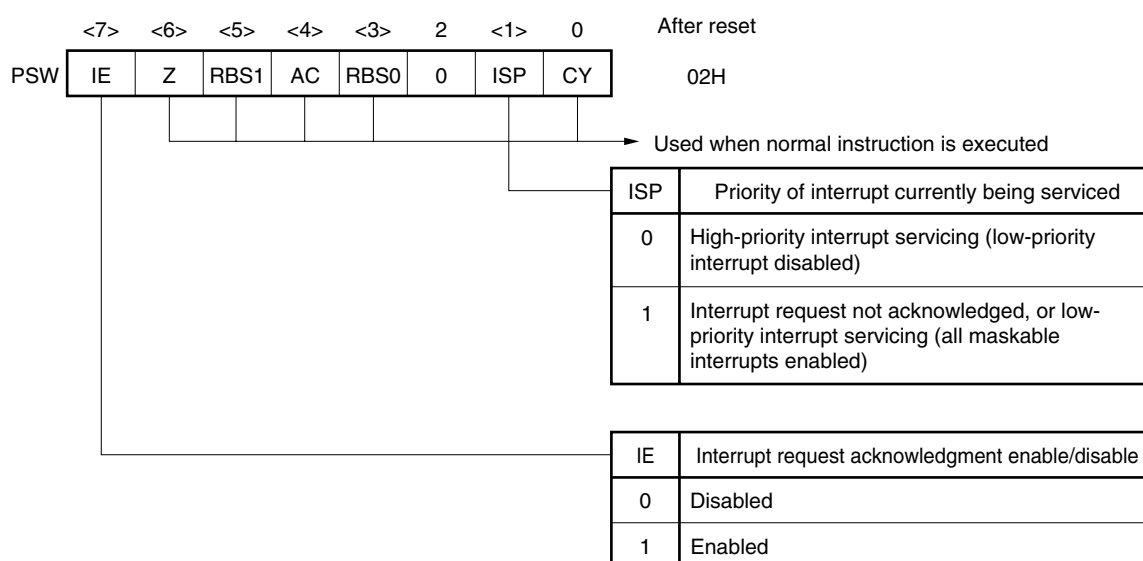 <7> <6> <5> <4> <3> 2 <1> 0 After reset
PSW IE Z RBS1 AC RBS0 0 ISP CY 02H
Used when normal instruction is executed
ISP Priority of interrupt currently being serviced
0 High-priority interrupt servicing (low-priority
interrupt disabled)
1 Interrupt request not acknowledged, or low-
priority interrupt servicing (all maskable
interrupts enabled)
IE Interrupt request acknowledgment enable/disable
0 Disabled
1 Enabled